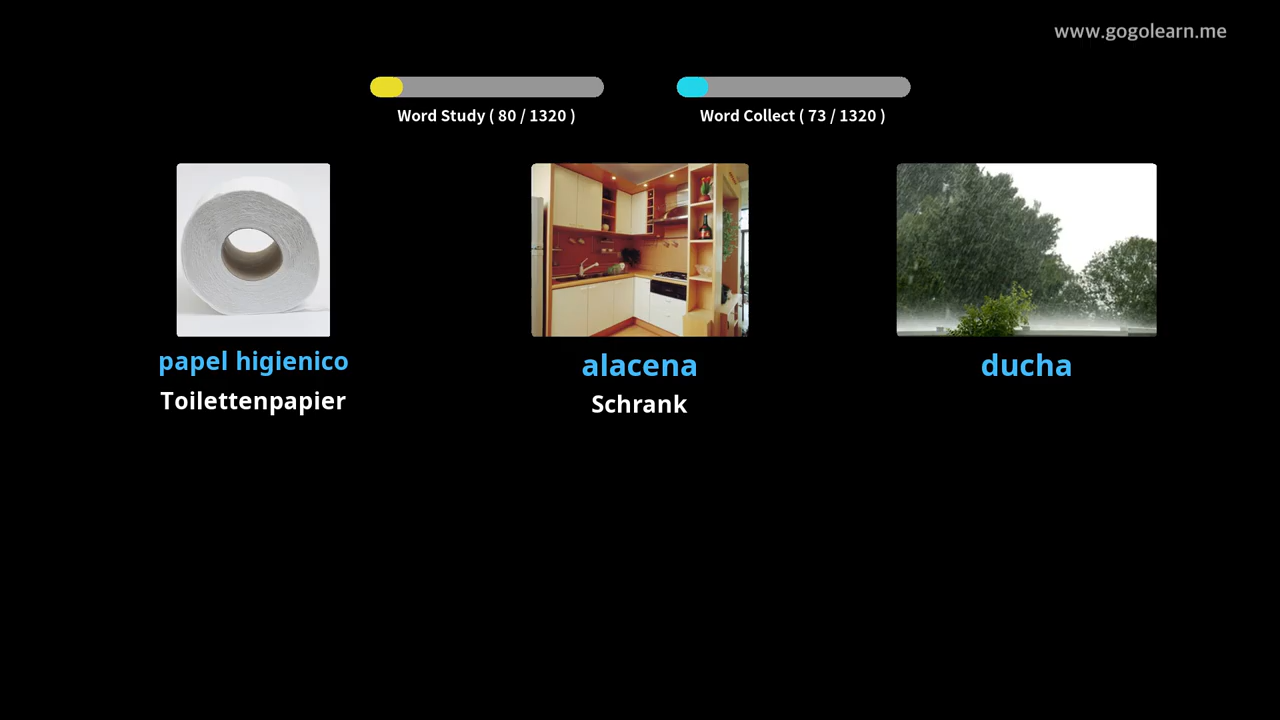 www.gogolearn.me
Word Study ( 80 / 1320 )
Word Collect ( 73 / 1320 )
papel higienico
Toilettenpapier
alacena
Schrank
ducha